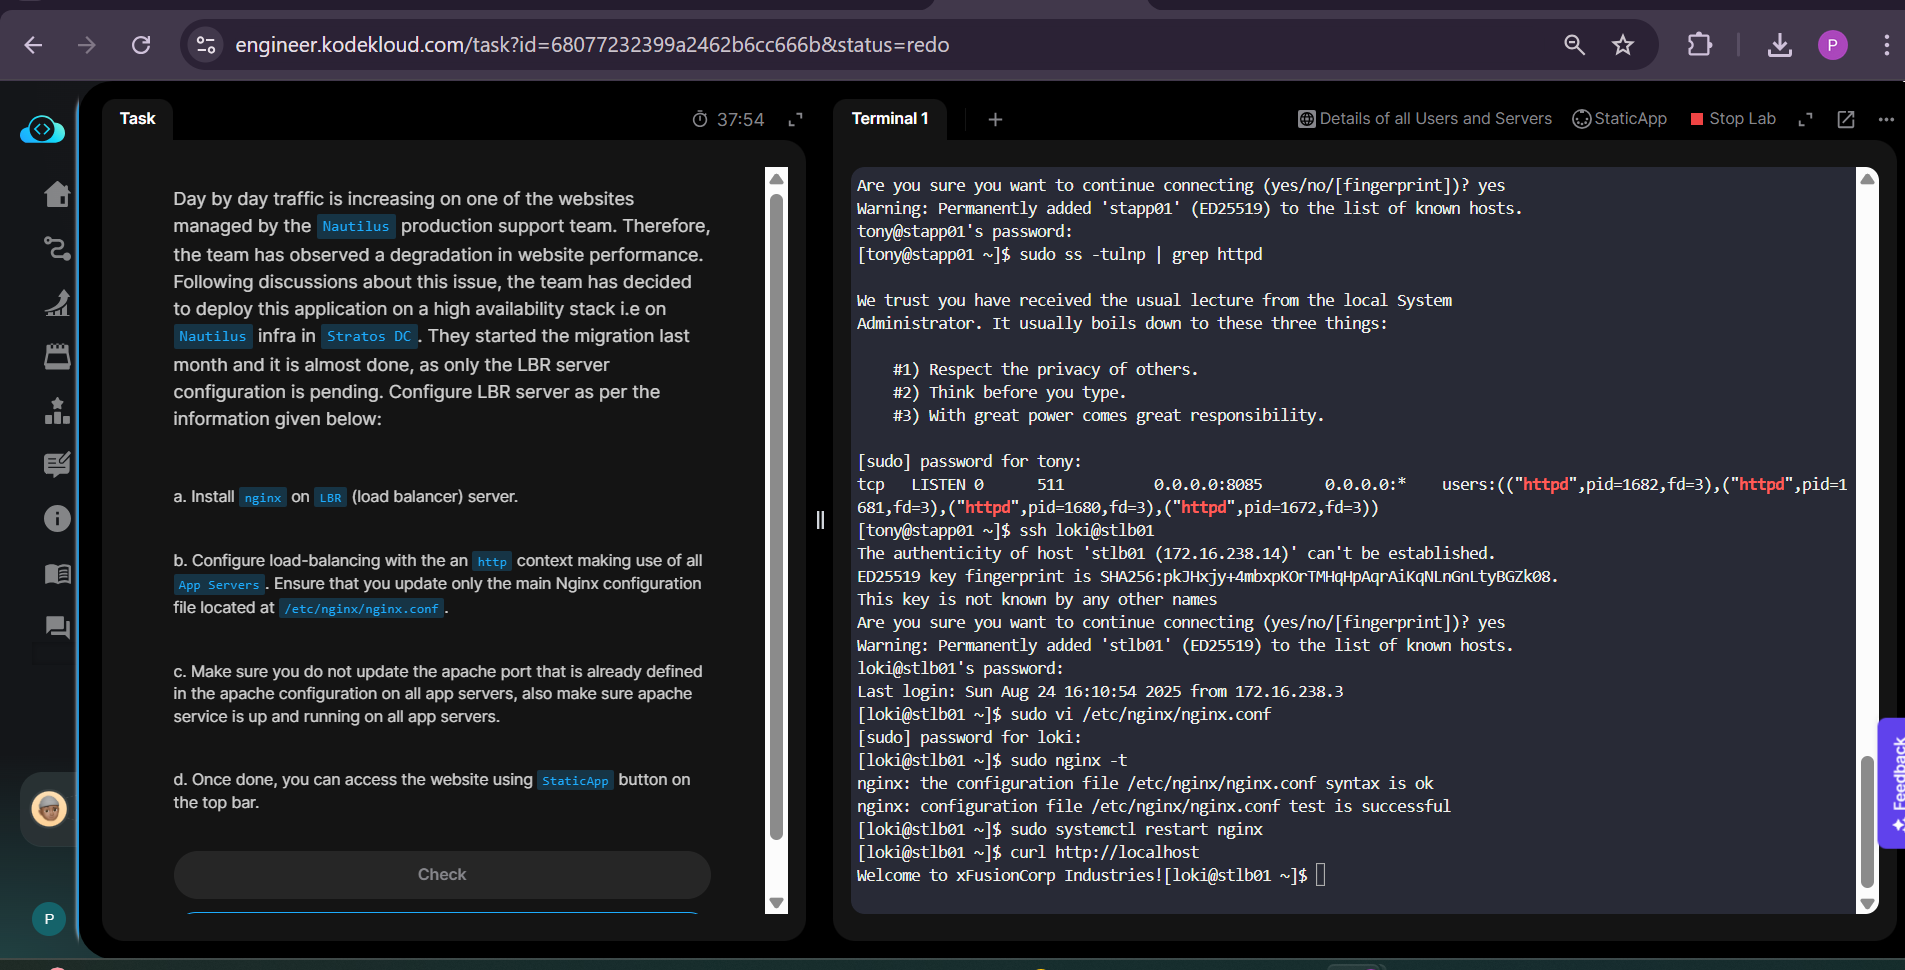 engineer.kodekloud.com/task?id=68077232399a2462b6cc666b&status=redo
P
Task
37:54
Day by day traffic is increasing on one of the websites
managed by the Nautilus production support team. Therefore,
the team has observed a degradation in website performance.
Following discussions about this issue, the team has decided
to deploy this application on a high availability stack i.e on
Nautilus infra in Stratos DC. They started the migration last
month and it is almost done, as only the LBR server
configuration is pending. Configure LBR server as per the
information given below:
a. Install nginx on LBR (load balancer) server.
b. Configure load-balancing with the an http context making use of all
App Servers. Ensure that you update only the main Nginx configuration
file located at /etc/nginx/nginx.conf.
c. Make sure you do not update the apache port that is already defined
in the apache configuration on all app servers, also make sure apache
service is up and running on all app servers.
d. Once done, you can access the website using StaticApp button on
the top bar.
Check
P
Terminal 1
+
Details of all Users and Servers
StaticApp
Stop Lab
Are you sure you want to continue connecting (yes/no/[fingerprint])? yes
Warning: Permanently added 'stapp01' (ED25519) to the list of known hosts.
tony@stapp01's password:
[tony@stapp01 ~]$ sudo ss -tulnp | grep httpd
We trust you have received the usual lecture from the local System
Administrator. It usually boils down to these three things:
#1) Respect the privacy of others.
#2) Think before you type.
#3) With great power comes great responsibility.
[sudo] password for tony:
tcp   LISTEN 0      511          0.0.0.0:8085       0.0.0.0:*    users:(("httpd",pid=1682,fd=3),("httpd",pid=1
681,fd=3),("httpd",pid=1680,fd=3),("httpd",pid=1672,fd=3))
[tony@stapp01 ~]$ ssh loki@stlb01
The authenticity of host 'stlb01 (172.16.238.14)' can't be established.
ED25519 key fingerprint is SHA256:pkJHxjy+4mbxpKOrTMHqHpAqrAiKqNLnGnLtyBGZk08.
This key is not known by any other names
Are you sure you want to continue connecting (yes/no/[fingerprint])? yes
Warning: Permanently added 'stlb01' (ED25519) to the list of known hosts.
loki@stlb01's password:
Last login: Sun Aug 24 16:10:54 2025 from 172.16.238.3
[loki@stlb01 ~]$ sudo vi /etc/nginx/nginx.conf
[sudo] password for loki:
[loki@stlb01 ~]$ sudo nginx -t
nginx: the configuration file /etc/nginx/nginx.conf syntax is ok
nginx: configuration file /etc/nginx/nginx.conf test is successful
[loki@stlb01 ~]$ sudo systemctl restart nginx
[loki@stlb01 ~]$ curl http://localhost
Welcome to xFusionCorp Industries![loki@stlb01 ~]$
Feedback